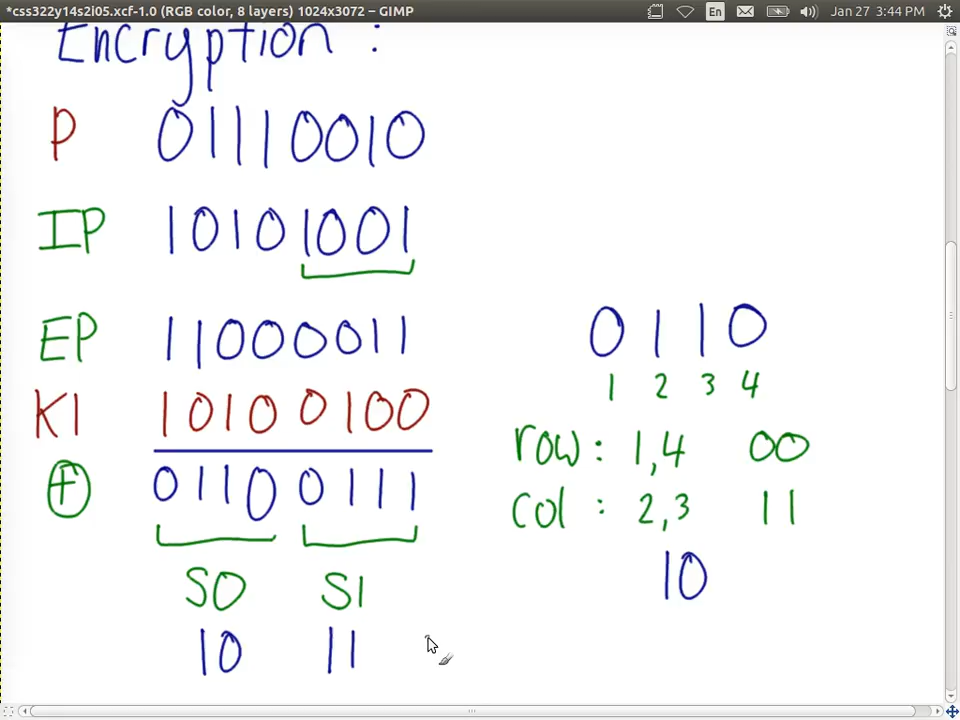 *css322y14s2i05.xcf-1.0 (RGB color, 8 layers) 1024x3072 – GIMP
En
Jan 27 3:44 PM
Encryption :
P 01110010
IP 10101001
EP 11000011
K1 10100100
⊕ 01100111
S0 S1
10 11
0110
1 2 3 4
row : 1,4 00
col : 2,3 11
10